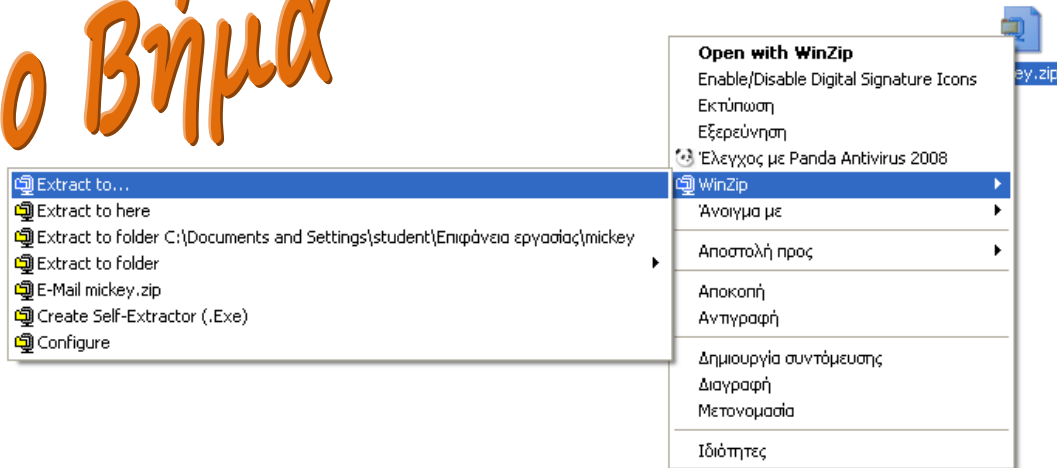 ο Βήμα
ey.zip
Open with WinZip
Enable/Disable Digital Signature Icons
Εκτύπωση
Εξερεύνηση
Έλεγχος με Panda Antivirus 2008
WinZip
Άνοιγμα με
Αποστολή προς
Αποκοπή
Αντιγραφή
Δημιουργία συντόμευσης
Διαγραφή
Μετονομασία
Ιδιότητες
Extract to...
Extract to here
Extract to folder C:\Documents and Settings\student\Επιφάνεια εργασίας\mickey
Extract to folder
E-Mail mickey.zip
Create Self-Extractor (.Exe)
Configure